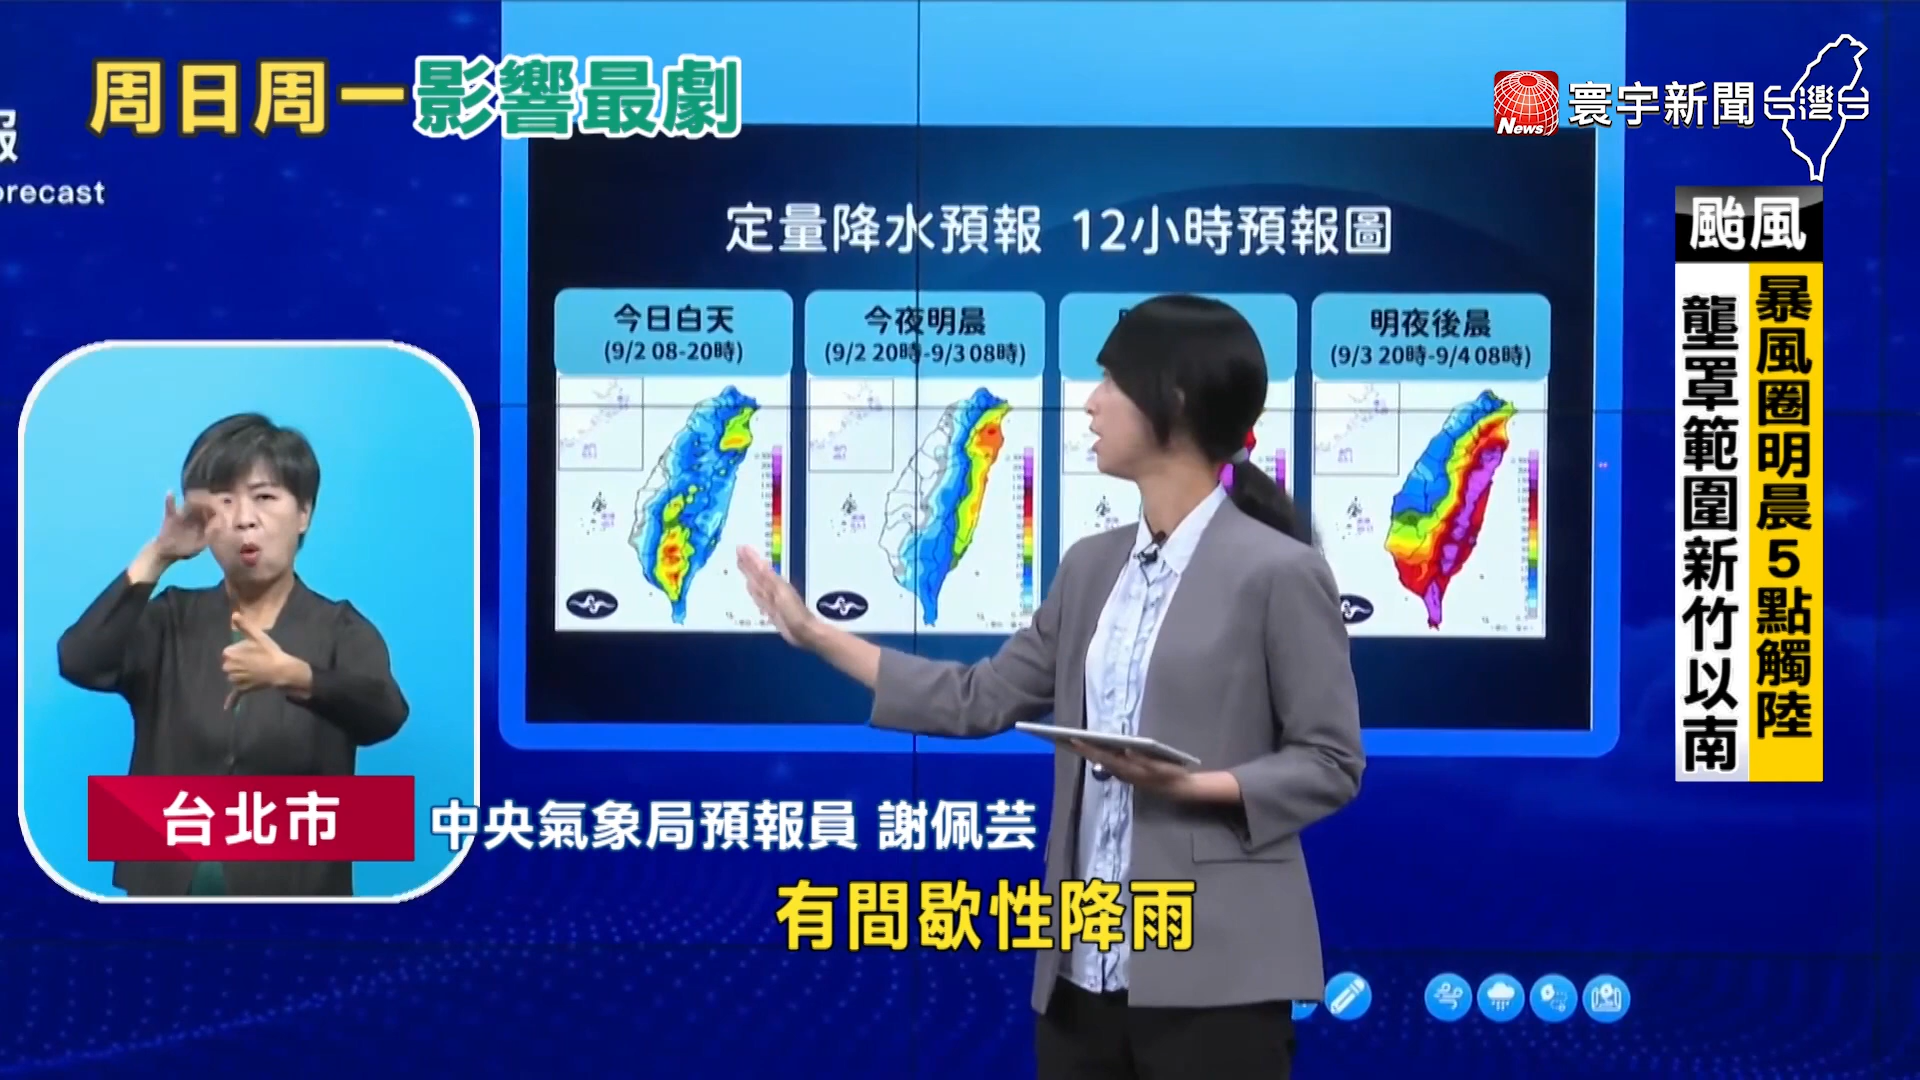 周日周一影響最劇
報
orecast
News
寰宇新聞台灣台
颱風
暴風圈明晨5點觸陸
壟罩範圍新竹以南
定量降水預報 12小時預報圖
今日白天
(9/2 08-20時)
今夜明晨
(9/2 20時-9/3 08時)
明夜後晨
(9/3 20時-9/4 08時)
台北市
中央氣象局預報員 謝佩芸
有間歇性降雨